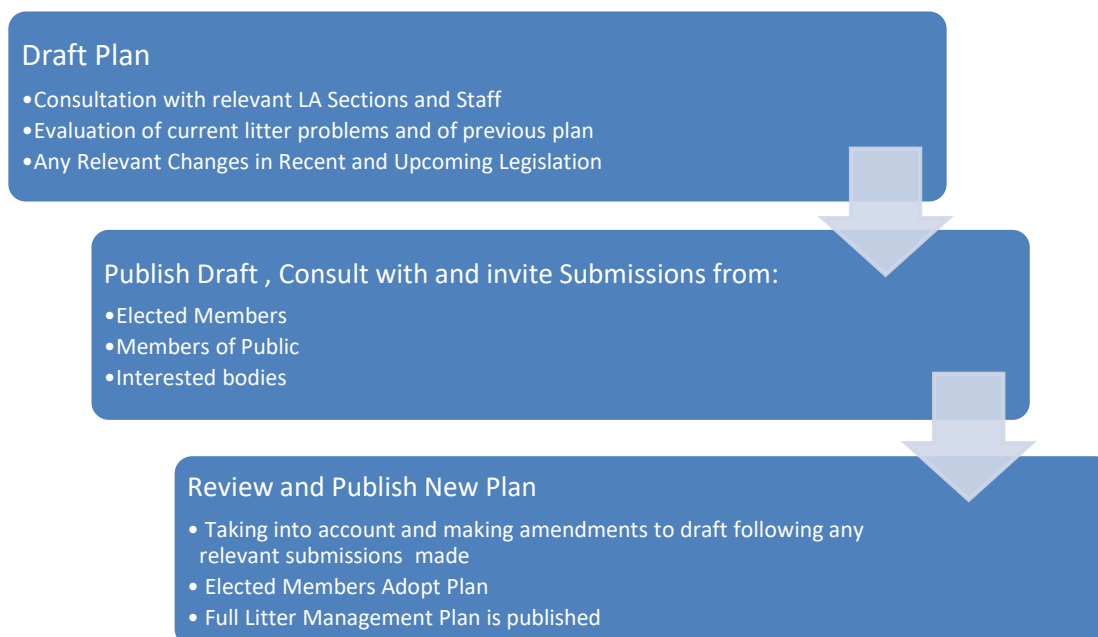 Draft Plan
•Consultation with relevant LA Sections and Staff
•Evaluation of current litter problems and of previous plan
•Any Relevant Changes in Recent and Upcoming Legislation
Publish Draft , Consult with and invite Submissions from:
•Elected Members
•Members of Public
•Interested bodies
Review and Publish New Plan
• Taking into account and making amendments to draft following any
relevant submissions made
• Elected Members Adopt Plan
• Full Litter Management Plan is published